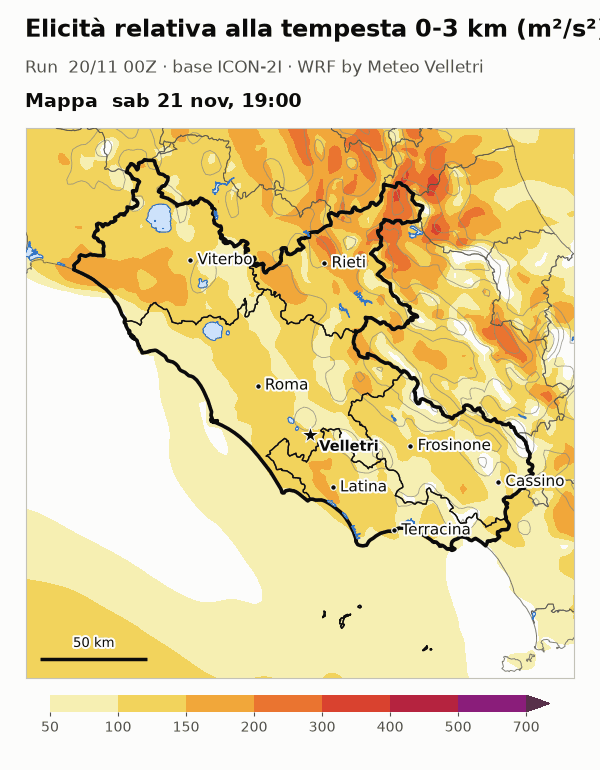 Elicità relativa alla tempesta 0-3 km (m²/s²)
Run  20/11 00Z · base ICON-2I · WRF by Meteo Velletri
Mappa  sab 21 nov, 19:00
Viterbo
Rieti
Roma
Velletri
Frosinone
Latina
Cassino
Terracina
50 km
50 100 150 200 300 400 500 700